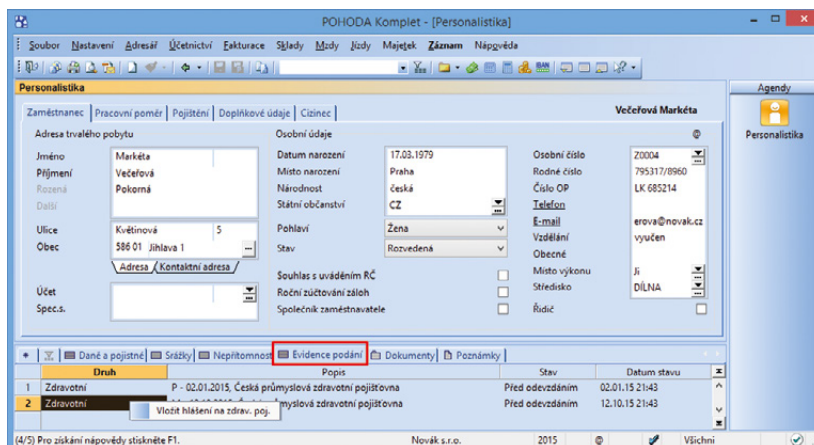 POHODA Komplet - [Personalistika]
Soubor Nastavení Adresář Účetnictví Fakturace Sklady Mzdy Jízdy Majetek Záznam Nápověda
Personalistika
Agendy
Zaměstnanec Pracovní poměr Pojištění Doplňkové údaje Cizinec Večeřová Markéta
Personalistika
Adresa trvalého pobytu Osobní údaje @
Jméno Markéta Datum narození 17.03.1979 Osobní číslo Z0004
Příjmení Večeřová Místo narození Praha Rodné číslo 795317/8960
Rozená Pokorná Národnost česká Číslo OP LK 685214
Další Státní občanství CZ Telefon
Ulice Květinová 5 Pohlaví Žena E-mail erova@novak.cz
Vzdělání vyučen
Obec 586 01 Jihlava 1 Stav Rozvedená Obecné
Adresa Kontaktní adresa Souhlas s uváděním RČ Místo výkonu Ji
Účet Roční zúčtování záloh Středisko DÍLNA
Spec.s. Společník zaměstnavatele Řidič
Daně a pojistné Srážky Nepřítomnost Evidence podání Dokumenty Poznámky
Druh Popis Stav Datum stavu
1 Zdravotní P - 02.01.2015, Česká průmyslová zdravotní pojišťovna Před odevzdáním 02.01.15 21:43
2 Zdravotní průmyslová zdravotní pojišťovna Před odevzdáním 12.10.15 21:43
Vložit hlášení na zdrav. poj.
(4/5) Pro získání nápovědy stiskněte F1. Novák s.r.o. 2015 @ Všichni